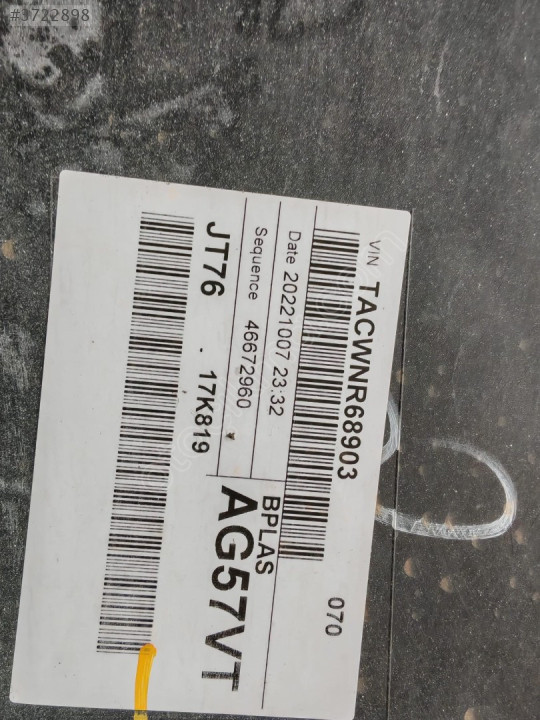 #3722898
VIN TACWNR68903
070
Date 20221007 23:32
Sequence 46672960
BPLAS
JT76 . 17K819
AG57VT